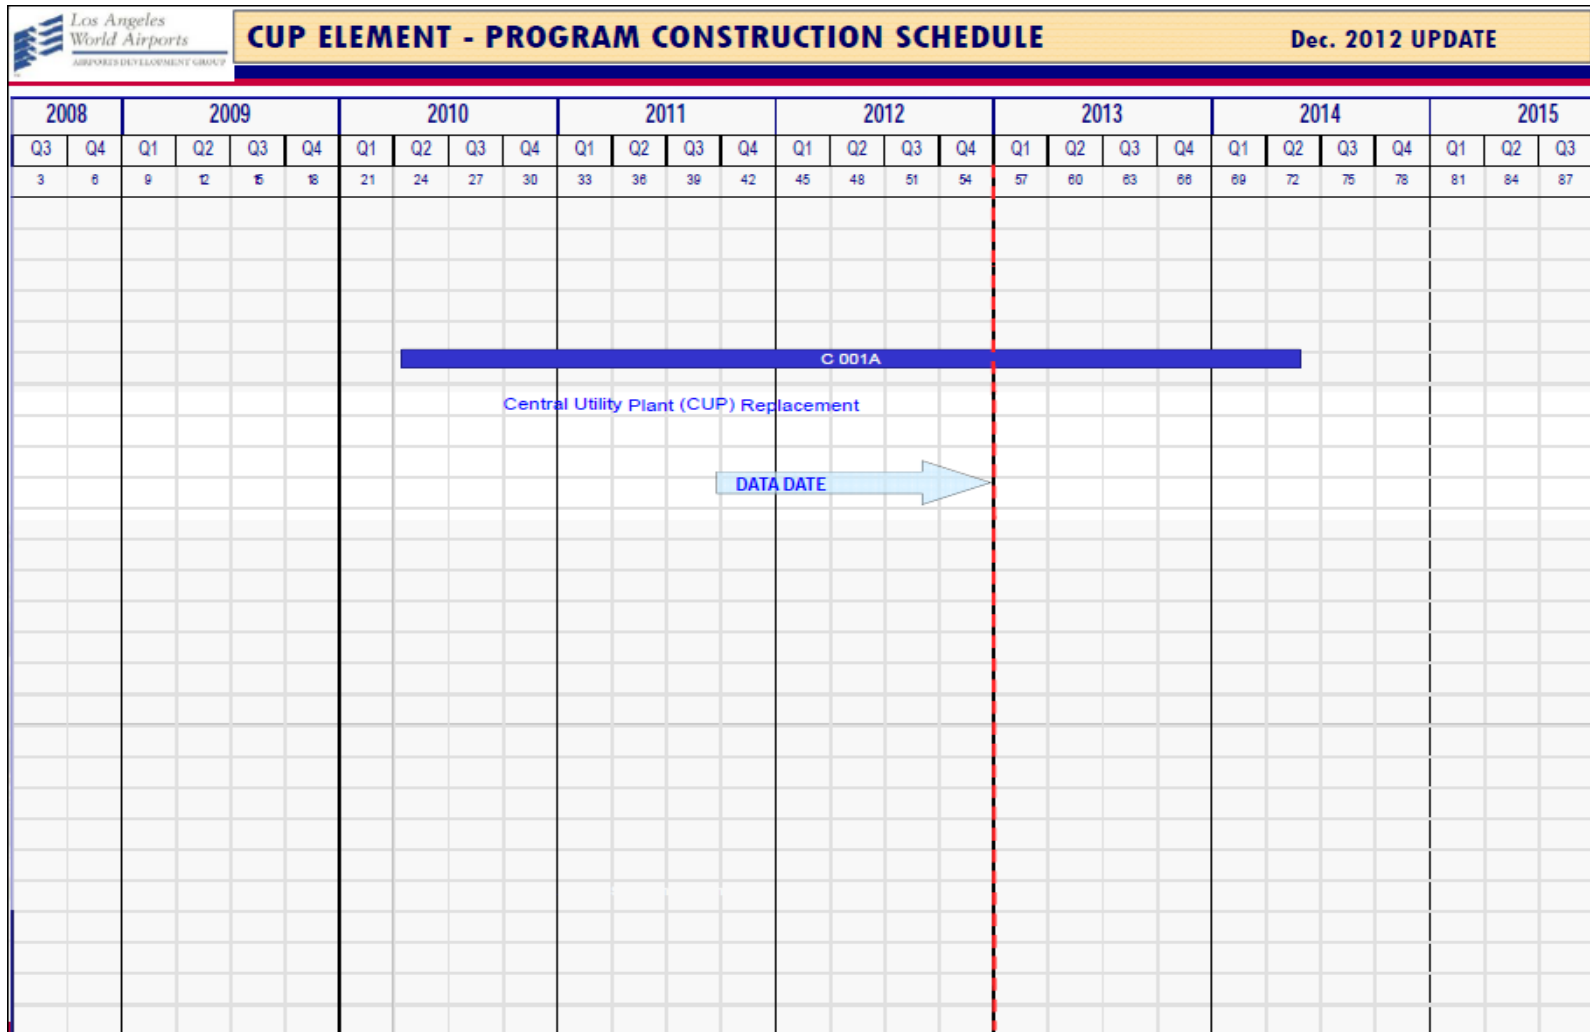 Los Angeles
World Airports
AIRPORTS DEVELOPMENT GROUP
CUP ELEMENT - PROGRAM CONSTRUCTION SCHEDULE
Dec. 2012 UPDATE
2008 2009 2010 2011 2012 2013 2014 2015
Q3 Q4 Q1 Q2 Q3 Q4 Q1 Q2 Q3 Q4 Q1 Q2 Q3 Q4 Q1 Q2 Q3 Q4 Q1 Q2 Q3 Q4 Q1 Q2 Q3 Q4 Q1 Q2 Q3
3 6 9 12 15 18 21 24 27 30 33 36 39 42 45 48 51 54 57 60 63 66 69 72 75 78 81 84 87
C 001A
Central Utility Plant (CUP) Replacement
DATA DATE